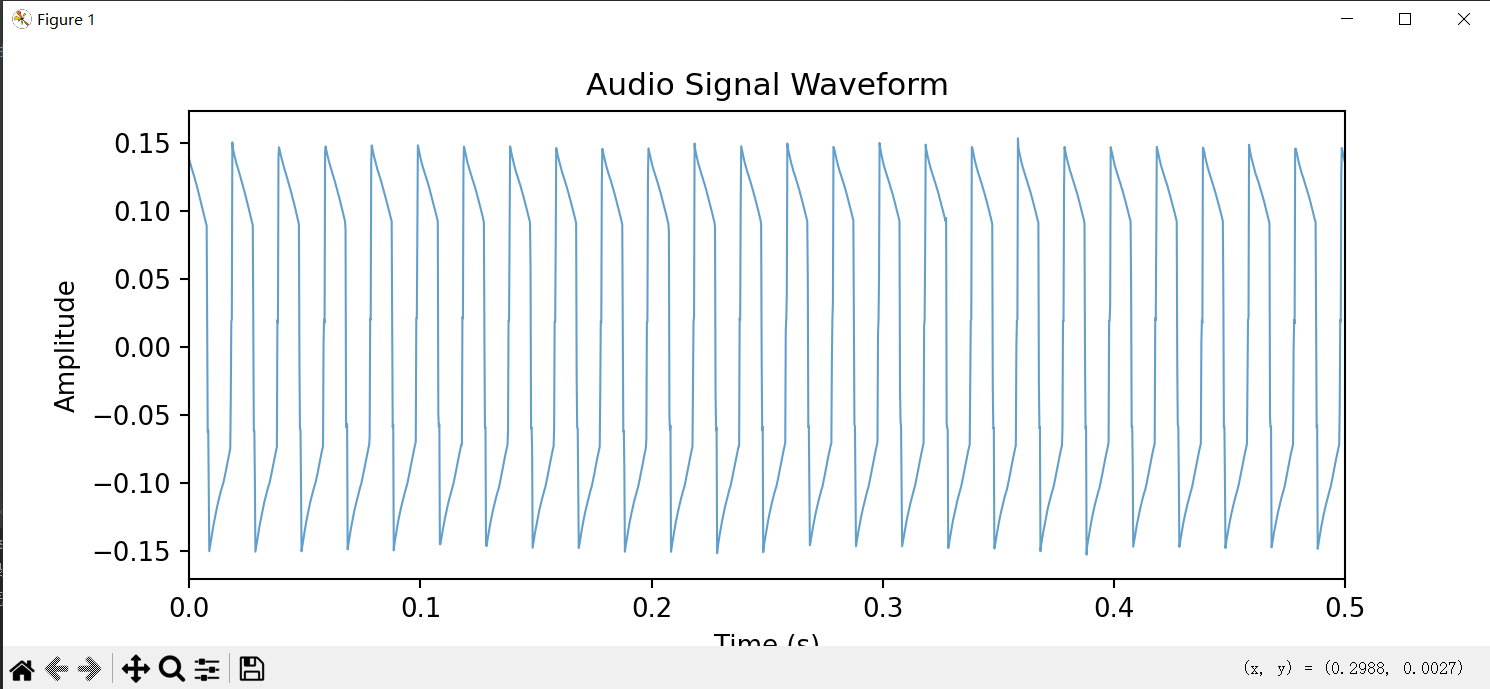 Figure 1
Audio Signal Waveform
0.15
0.10
0.05
0.00
−0.05
−0.10
−0.15
Amplitude
0.0 0.1 0.2 0.3 0.4 0.5
Time (s)
(x, y) = (0.2988, 0.0027)